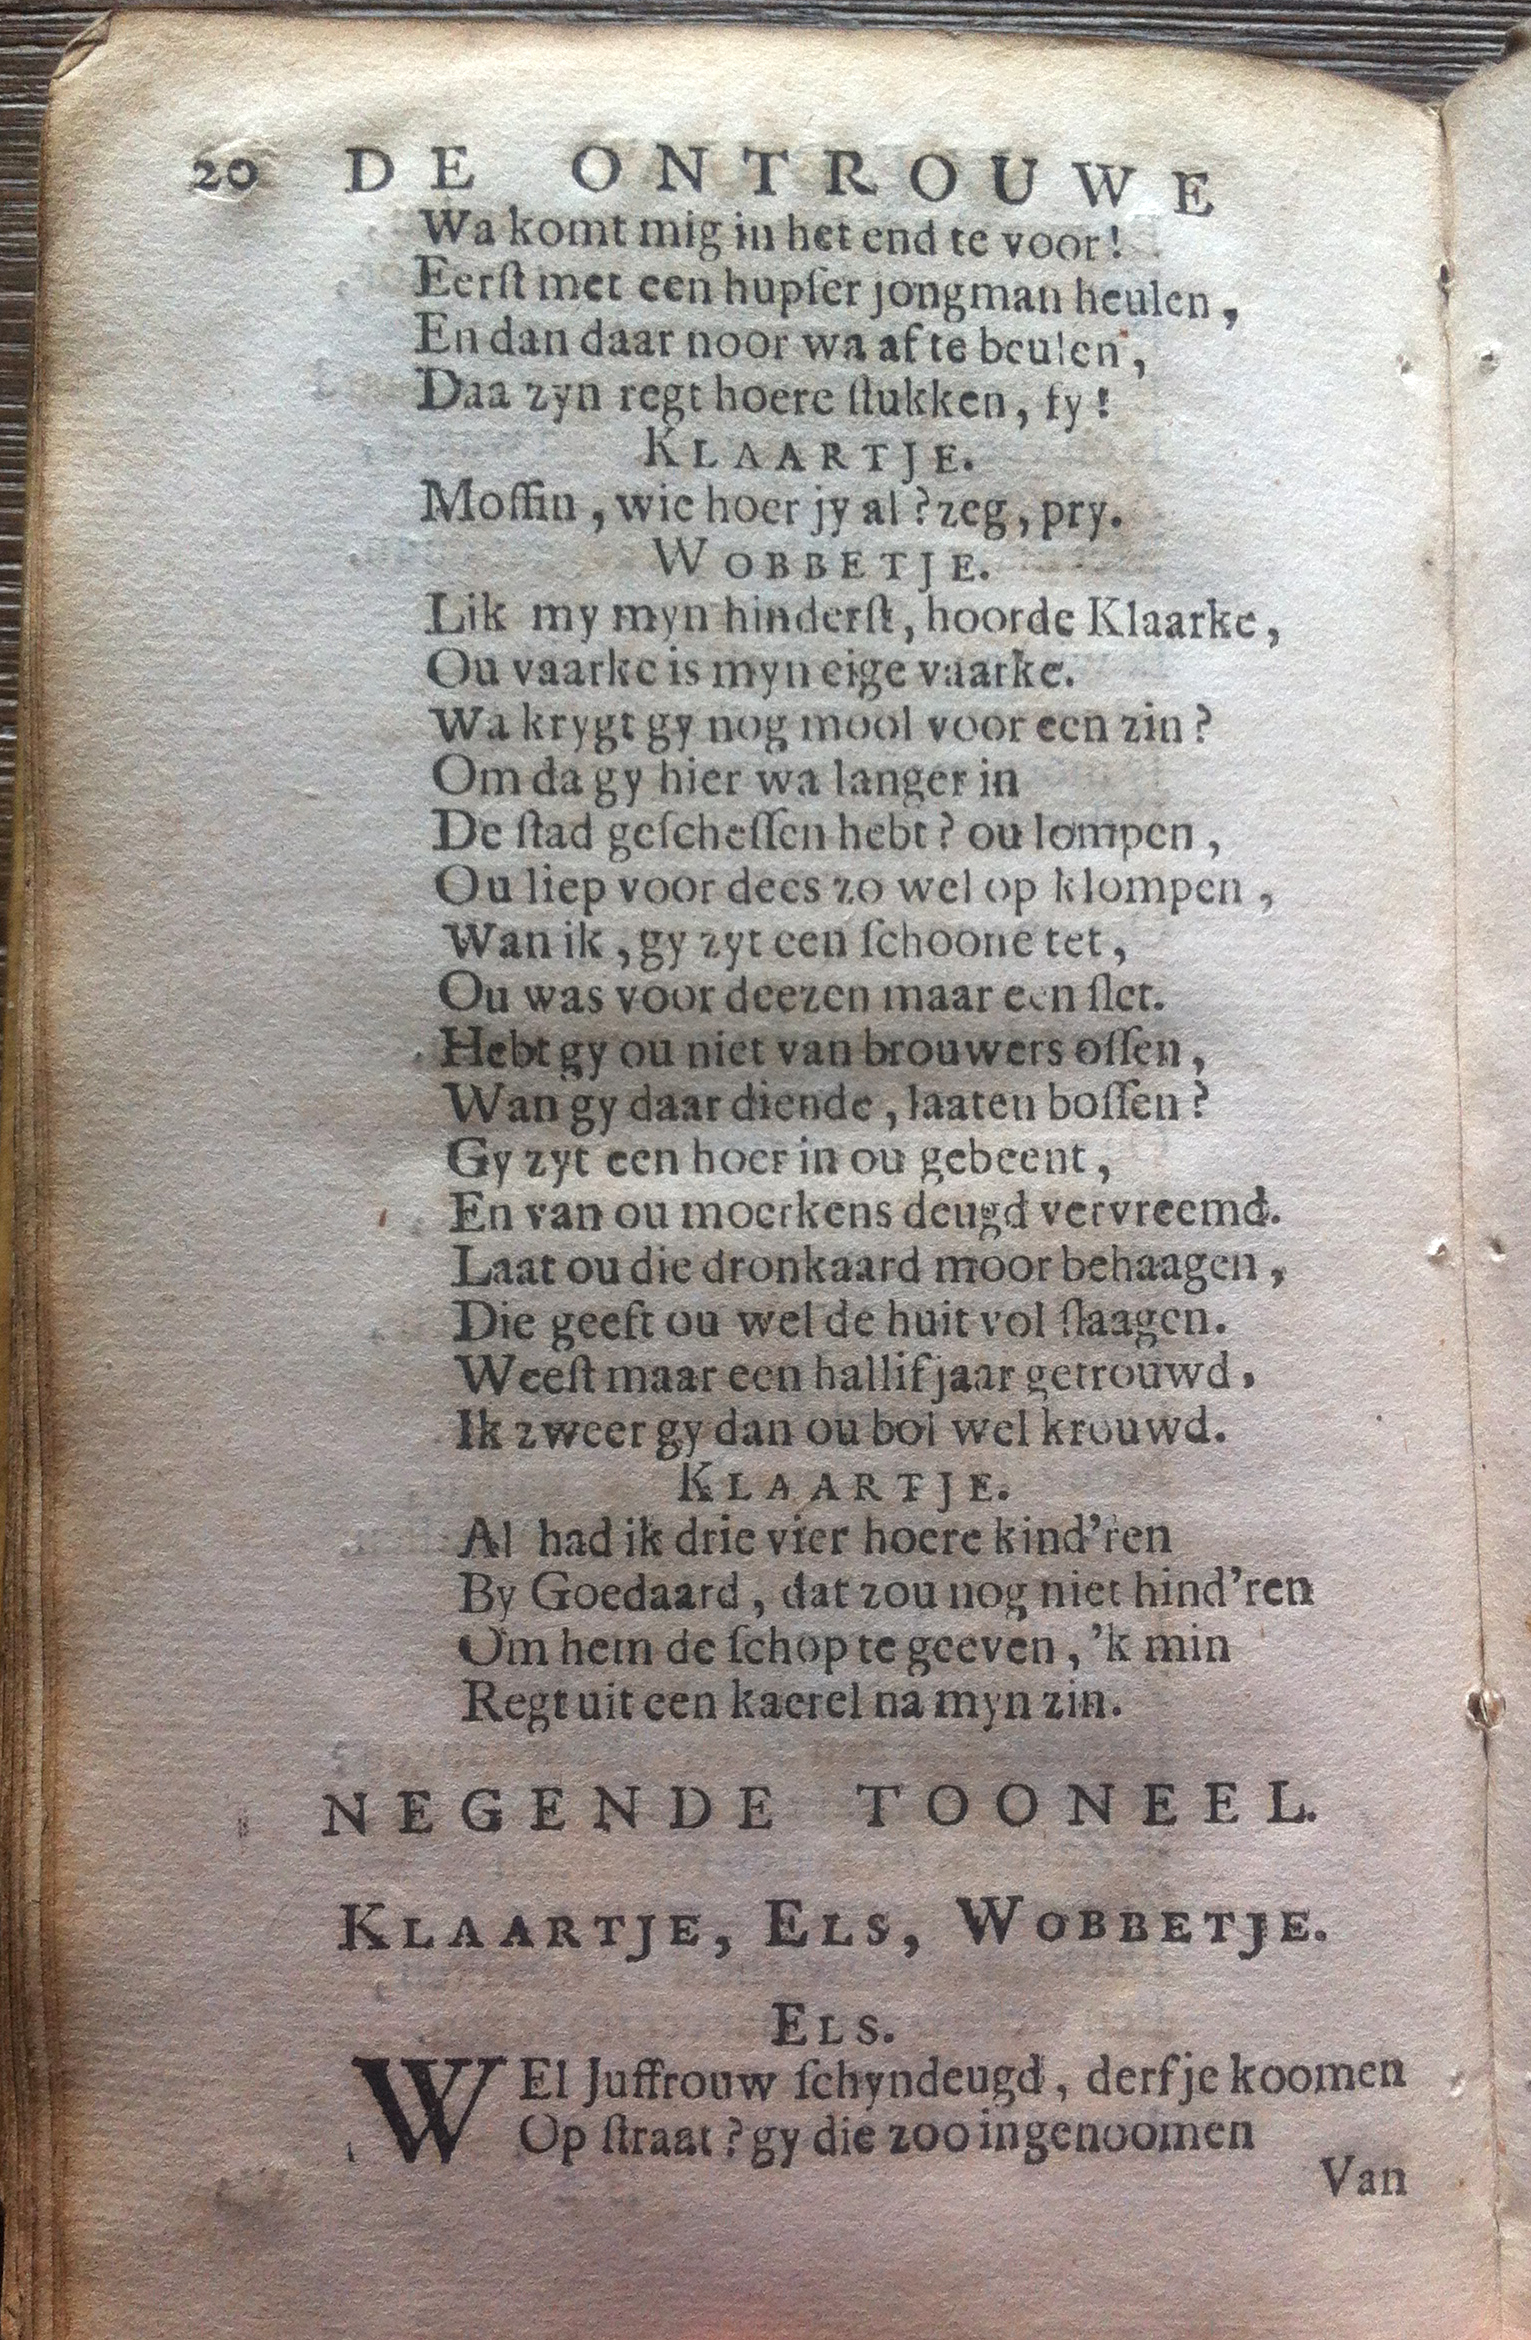 20 DE ONTROUWE
Wa komt mig in het end te voor!
Eerſt met een hupſer jongman heulen,
En dan daar noor wa af te beulen,
Daa zyn regt hoere ſtukken, fy!
KLAARTJE.
Moſſin, wie hoer jy al? zeg, pry.
WOBBETJE.
Lik my myn hinderſt, hoorde Klaarke,
Ou vaarke is myn eige vaarke.
Wa krygt gy nog mool voor een zin?
Om da gy hier wa langer in
De ſtad geſcheſſen hebt? ou lompen,
Ou liep voor dees zo wel op klompen,
Wan ik, gy zyt een ſchoone tet,
Ou was voor deezen maar een ſlet.
Hebt gy ou niet van brouwers oſſen,
Wan gy daar diende, laaten boſſen?
Gy zyt een hoer in ou gebeent,
En van ou moerkens deugd vervreemd.
Laat ou die dronkaard moor behaagen,
Die geeft ou wel de huit vol ſlaagen.
Weeſt maar een hallif jaar getrouwd,
Ik zweer gy dan ou bol wel krouwd.
KLAARTJE.
Al had ik drie vier hoere kind'ren
By Goedaard, dat zou nog niet hind'ren
Om hem de ſchop te geeven, 'k min
Regt uit een kaerel na myn zin.
NEGENDE TOONEEL.
KLAARTJE, ELS, WOBBETJE.
ELS.
WEl Juffrouw ſchyndeugd, derf je koomen
Op ſtraat? gy die zoo ingenoomen
Van